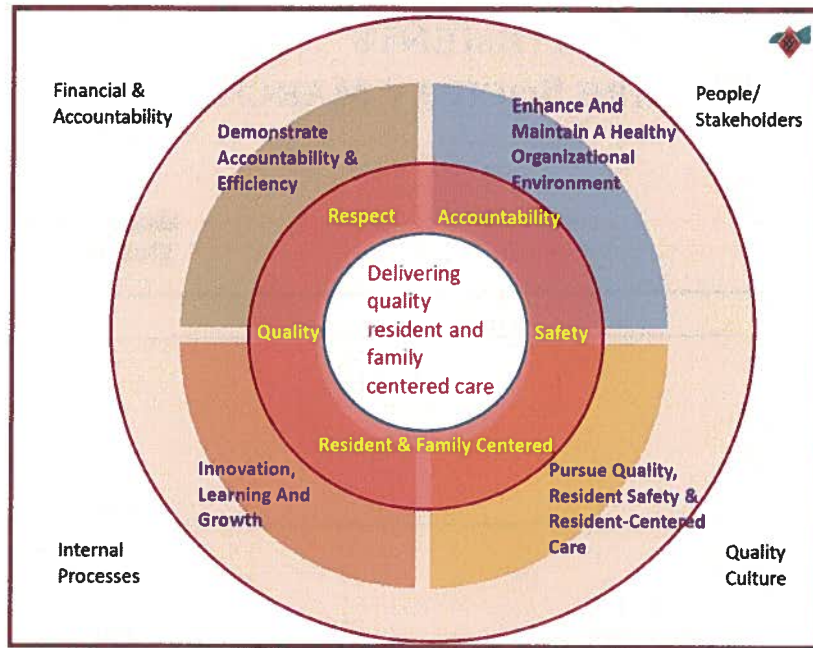 Financial &
Accountability
People/
Stakeholders
Demonstrate
Accountability &
Efficiency
Enhance And
Maintain A Healthy
Organizational
Environment
Respect
Accountability
Delivering
quality
resident and
family
centered care
Quality
Safety
Resident & Family Centered
Innovation,
Learning And
Growth
Pursue Quality,
Resident Safety &
Resident-Centered
Care
Internal
Processes
Quality
Culture